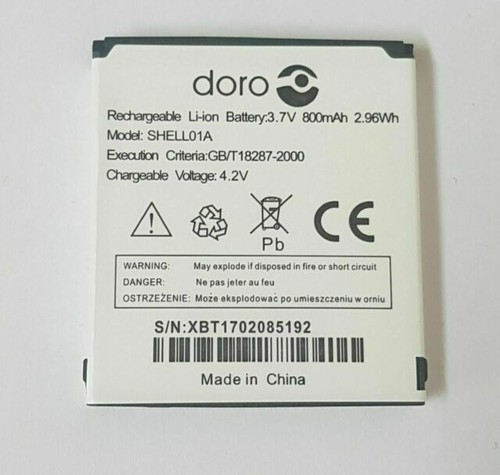 doro
Rechargeable Li-ion Battery:3.7V 800mAh 2.96Wh
Model: SHELL01A
Execution Criteria:GB/T18287-2000
Chargeable Voltage: 4.2V
CE
Pb
WARNING: May explode if disposed in fire or short circuit
DANGER: Ne pas jeter au feu
OSTRZEŻENIE: Może eksplodować po umieszczeniu w orniu
S/N:XBT1702085192
Made in China